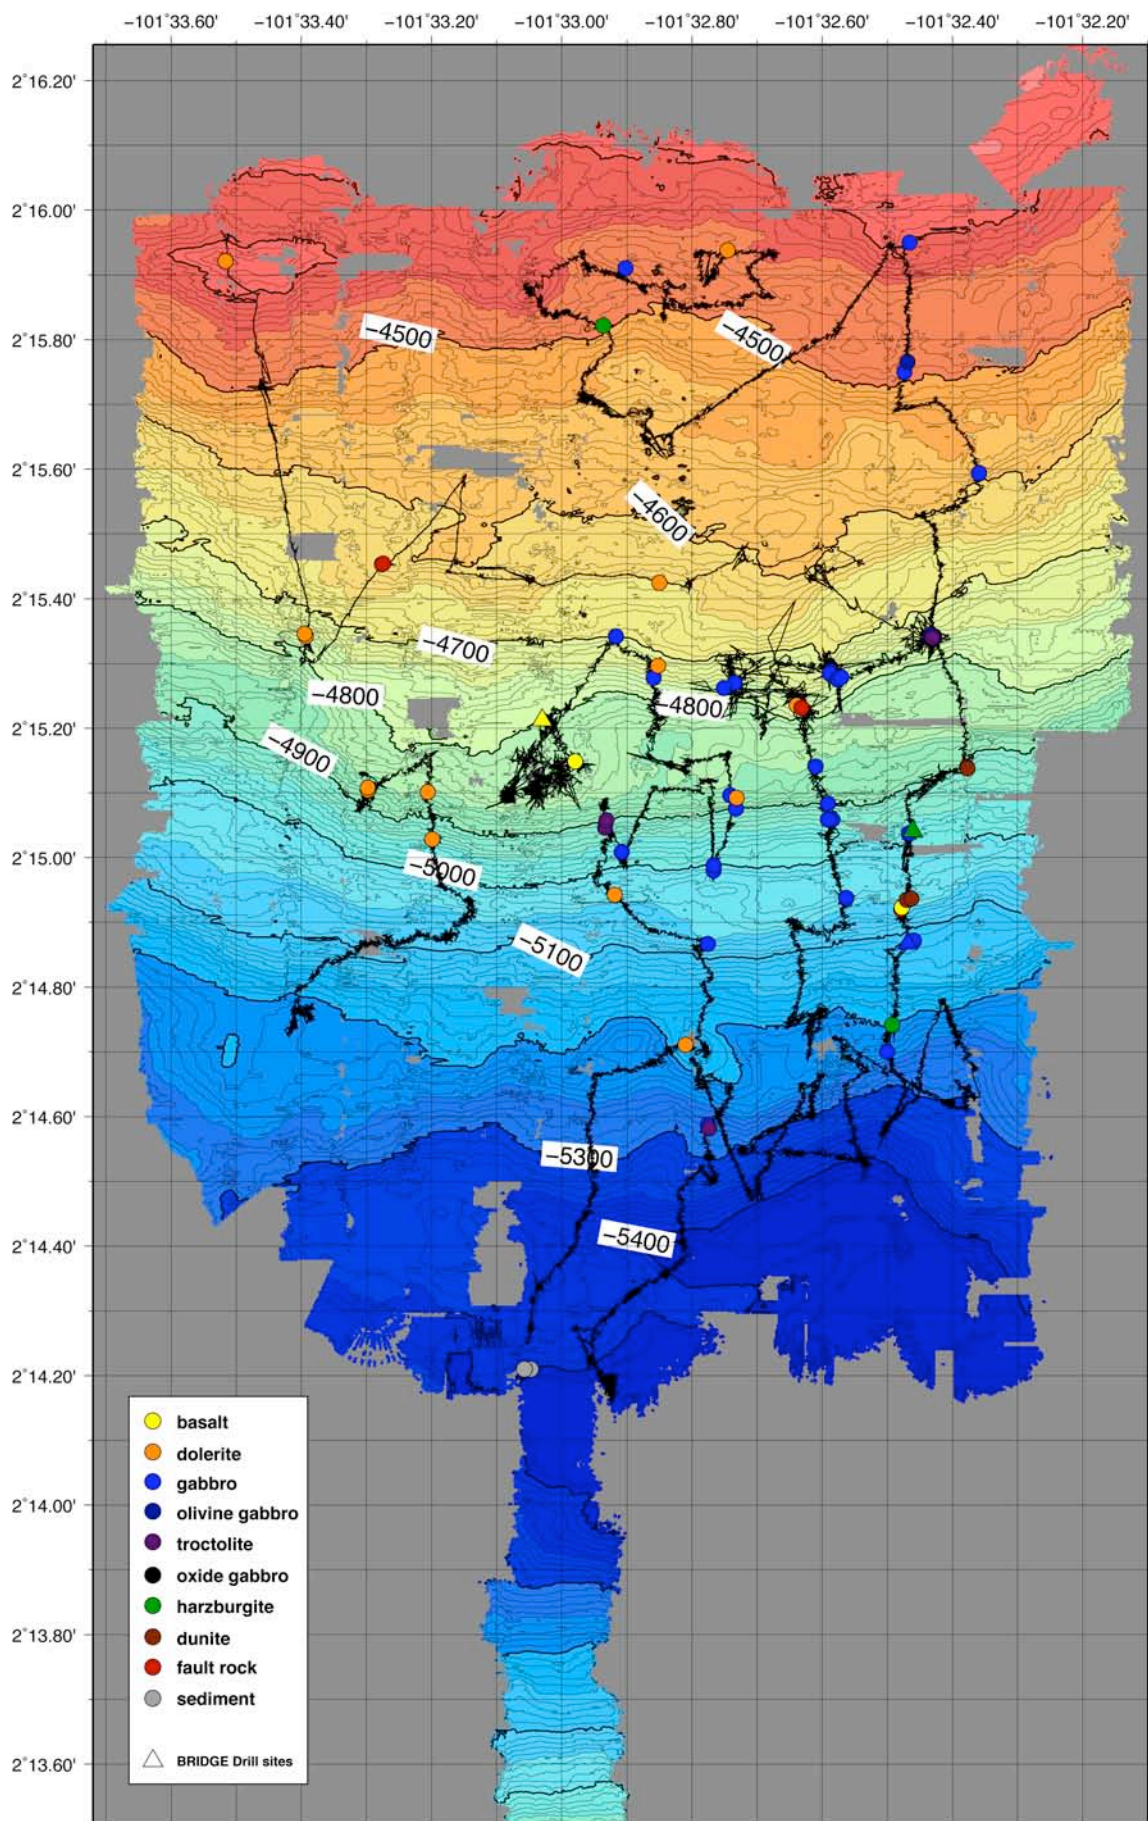 −101˚33.60' −101˚33.40' −101˚33.20' −101˚33.00' −101˚32.80' −101˚32.60' −101˚32.40' −101˚32.20'
2˚16.20'
2˚16.00'
2˚15.80'
−4500
−4500
2˚15.60'
−4600
2˚15.40'
−4700
−4800
−4800
2˚15.20'
−4900
2˚15.00'
−5000
−5100
2˚14.80'
2˚14.60'
−5300
−5400
2˚14.40'
2˚14.20'
basalt
dolerite
gabbro
olivine gabbro
troctolite
oxide gabbro
harzburgite
dunite
fault rock
sediment
BRIDGE Drill sites
2˚14.00'
2˚13.80'
2˚13.60'